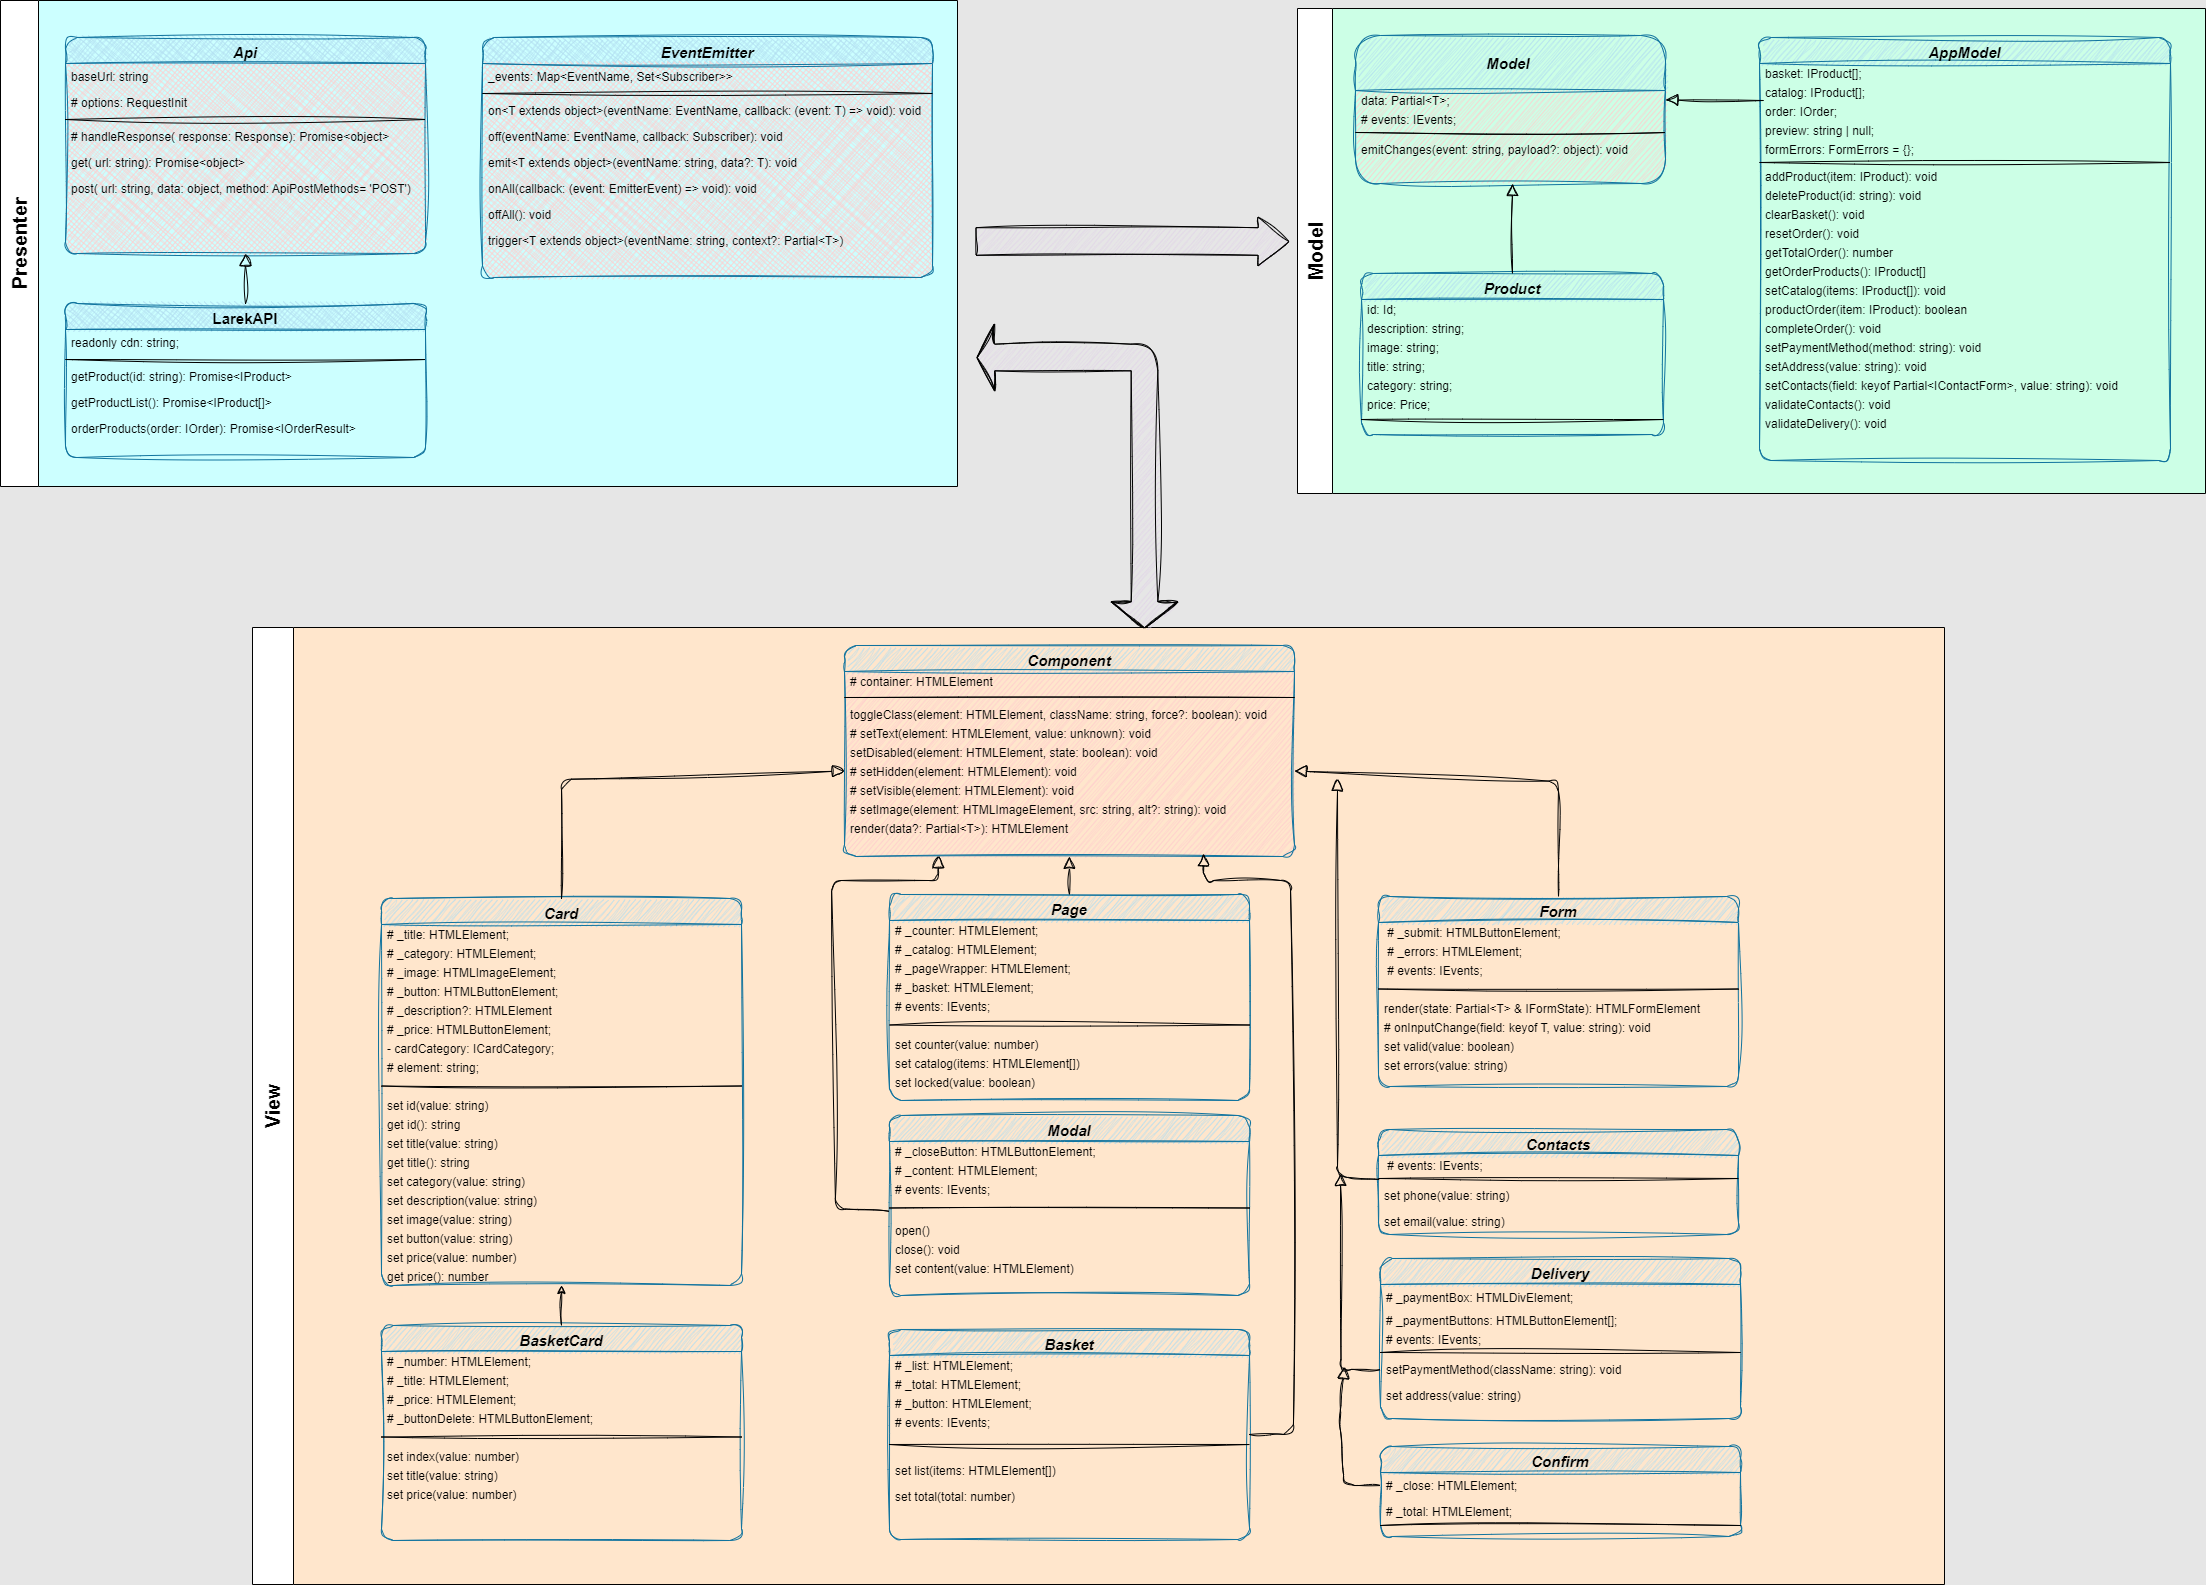 Presenter
Api
baseUrl: string
# options: RequestInit
# handleResponse( response: Response): Promise<object>
get( url: string): Promise<object>
post( url: string, data: object, method: ApiPostMethods= 'POST')
EventEmitter
_events: Map<EventName, Set<Subscriber>>
on<T extends object>(eventName: EventName, callback: (event: T) => void): void
off(eventName: EventName, callback: Subscriber): void
emit<T extends object>(eventName: string, data?: T): void
onAll(callback: (event: EmitterEvent) => void): void
offAll(): void
trigger<T extends object>(eventName: string, context?: Partial<T>)
LarekAPI
readonly cdn: string;
getProduct(id: string): Promise<IProduct>
getProductList(): Promise<IProduct[]>
orderProducts(order: IOrder): Promise<IOrderResult>
Model
Model
data: Partial<T>;
# events: IEvents;
emitChanges(event: string, payload?: object): void
Product
id: Id;
description: string;
image: string;
title: string;
category: string;
price: Price;
AppModel
basket: IProduct[];
catalog: IProduct[];
order: IOrder;
preview: string | null;
formErrors: FormErrors = {};
addProduct(item: IProduct): void
deleteProduct(id: string): void
clearBasket(): void
resetOrder(): void
getTotalOrder(): number
getOrderProducts(): IProduct[]
setCatalog(items: IProduct[]): void
productOrder(item: IProduct): boolean
completeOrder(): void
setPaymentMethod(method: string): void
setAddress(value: string): void
setContacts(field: keyof Partial<IContactForm>, value: string): void
validateContacts(): void
validateDelivery(): void
View
Component
# container: HTMLElement
toggleClass(element: HTMLElement, className: string, force?: boolean): void
# setText(element: HTMLElement, value: unknown): void
setDisabled(element: HTMLElement, state: boolean): void
# setHidden(element: HTMLElement): void
# setVisible(element: HTMLElement): void
# setImage(element: HTMLImageElement, src: string, alt?: string): void
render(data?: Partial<T>): HTMLElement
Card
# _title: HTMLElement;
# _category: HTMLElement;
# _image: HTMLImageElement;
# _button: HTMLButtonElement;
# _description?: HTMLElement
# _price: HTMLButtonElement;
- cardCategory: ICardCategory;
# element: string;
set id(value: string)
get id(): string
set title(value: string)
get title(): string
set category(value: string)
set description(value: string)
set image(value: string)
set button(value: string)
set price(value: number)
get price(): number
BasketCard
# _number: HTMLElement;
# _title: HTMLElement;
# _price: HTMLElement;
# _buttonDelete: HTMLButtonElement;
set index(value: number)
set title(value: string)
set price(value: number)
Page
# _counter: HTMLElement;
# _catalog: HTMLElement;
# _pageWrapper: HTMLElement;
# _basket: HTMLElement;
# events: IEvents;
set counter(value: number)
set catalog(items: HTMLElement[])
set locked(value: boolean)
Modal
# _closeButton: HTMLButtonElement;
# _content: HTMLElement;
# events: IEvents;
open()
close(): void
set content(value: HTMLElement)
Basket
# _list: HTMLElement;
# _total: HTMLElement;
# _button: HTMLElement;
# events: IEvents;
set list(items: HTMLElement[])
set total(total: number)
Form
# _submit: HTMLButtonElement;
# _errors: HTMLElement;
# events: IEvents;
render(state: Partial<T> & IFormState): HTMLFormElement
# onInputChange(field: keyof T, value: string): void
set valid(value: boolean)
set errors(value: string)
Contacts
# events: IEvents;
set phone(value: string)
set email(value: string)
Delivery
# _paymentBox: HTMLDivElement;
# _paymentButtons: HTMLButtonElement[];
# events: IEvents;
setPaymentMethod(className: string): void
set address(value: string)
Confirm
# _close: HTMLElement;
# _total: HTMLElement;